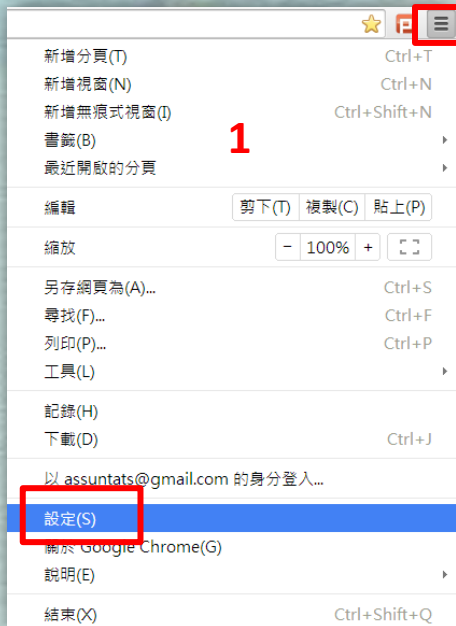 新增分頁(T) Ctrl+T
新增視窗(N) Ctrl+N
新增無痕式視窗(I) Ctrl+Shift+N
書籤(B)
1
最近開啟的分頁
編輯 剪下(T) 複製(C) 貼上(P)
縮放 - 100% +
另存網頁為(A)... Ctrl+S
尋找(F)... Ctrl+F
列印(P)... Ctrl+P
工具(L)
記錄(H)
下載(D) Ctrl+J
以 assuntats@gmail.com 的身分登入...
設定(S)
關於 Google Chrome(G)
說明(E)
結束(X) Ctrl+Shift+Q